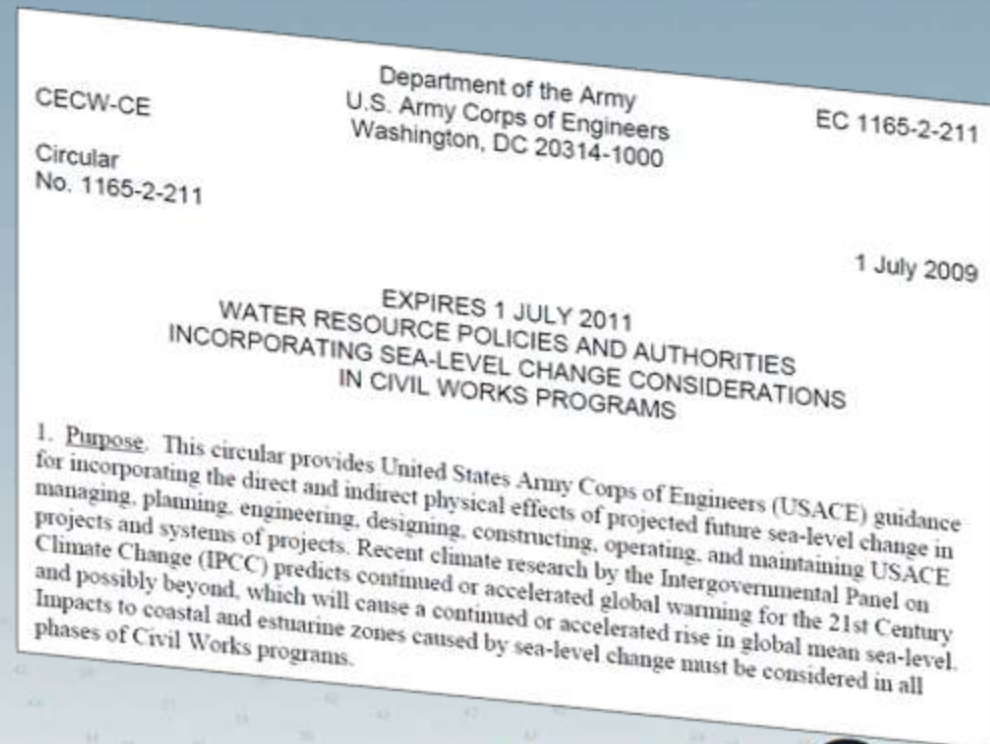 CECW-CE
Department of the Army
U.S. Army Corps of Engineers
Washington, DC 20314-1000
EC 1165-2-211
Circular
No. 1165-2-211
1 July 2009
EXPIRES 1 JULY 2011
WATER RESOURCE POLICIES AND AUTHORITIES
INCORPORATING SEA-LEVEL CHANGE CONSIDERATIONS
IN CIVIL WORKS PROGRAMS
1. Purpose. This circular provides United States Army Corps of Engineers (USACE) guidance
for incorporating the direct and indirect physical effects of projected future sea-level change in
managing, planning, engineering, designing, constructing, operating, and maintaining USACE
projects and systems of projects. Recent climate research by the Intergovernmental Panel on
Climate Change (IPCC) predicts continued or accelerated global warming for the 21st Century
and possibly beyond, which will cause a continued or accelerated rise in global mean sea-level.
Impacts to coastal and estuarine zones caused by sea-level change must be considered in all
phases of Civil Works programs.